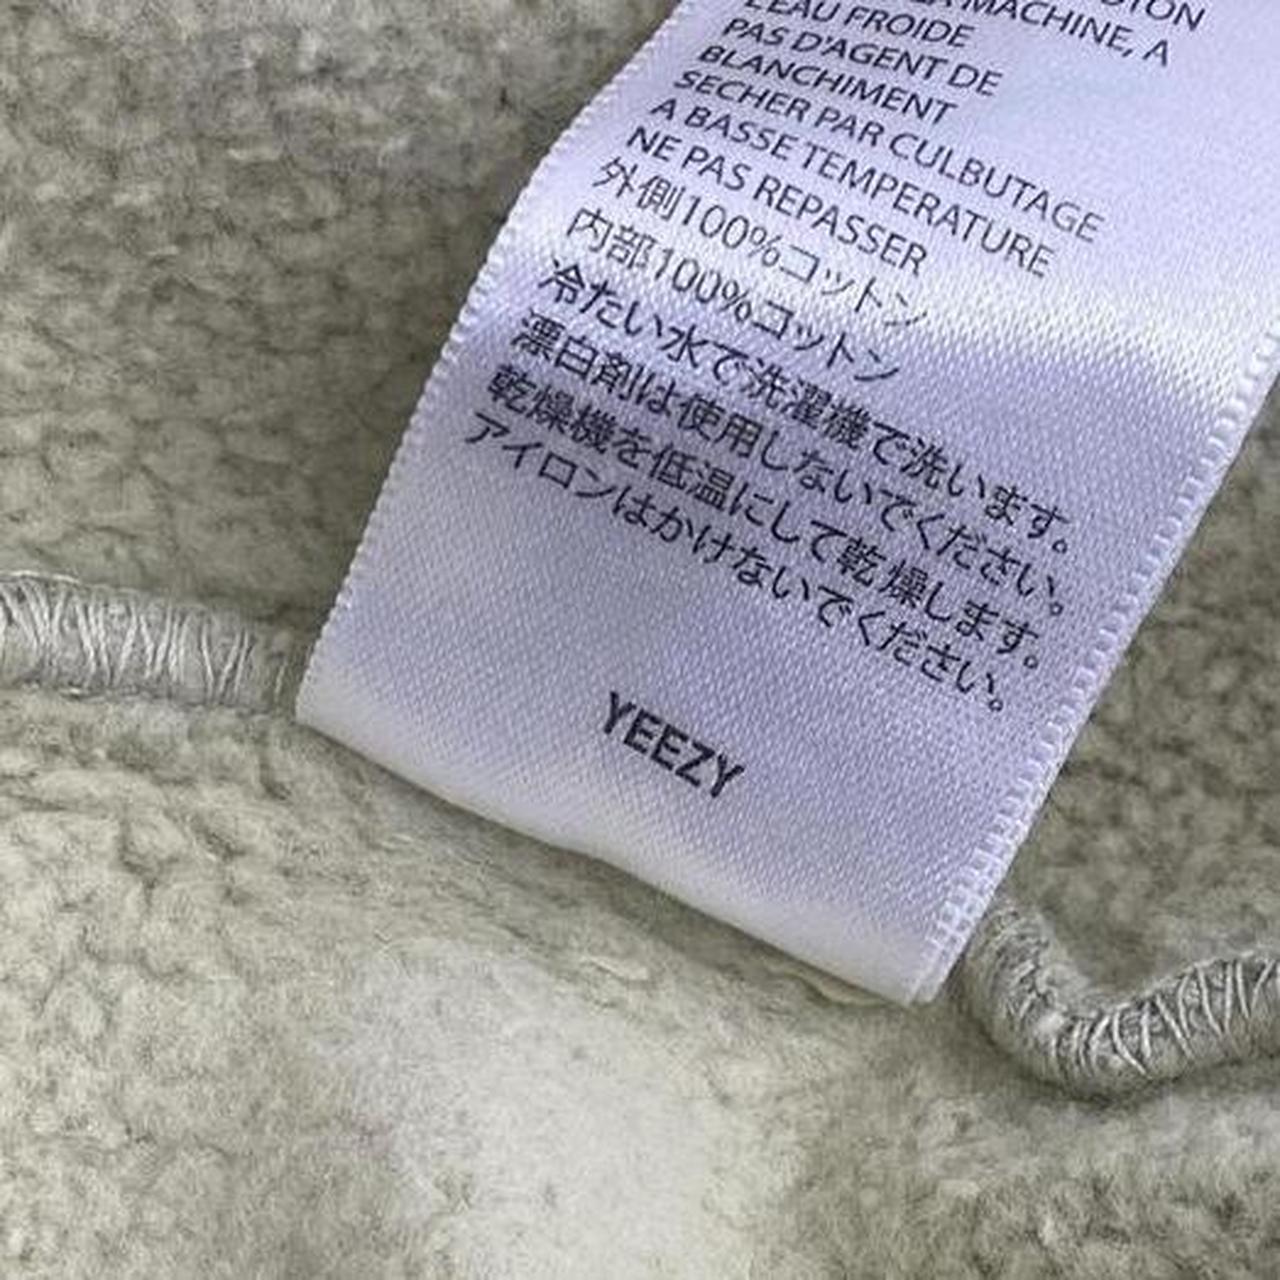 MACHINE, A
L'EAU FROIDE
PAS D'AGENT DE
BLANCHIMENT
SECHER PAR CULBUTAGE
A BASSE TEMPERATURE
NE PAS REPASSER
外側100%コットン
内部100%コットン
冷たい水で洗濯機で洗います。
漂白剤は使用しないでください。
乾燥機を低温にして乾燥します。
アイロンはかけないでください。
YEEZY